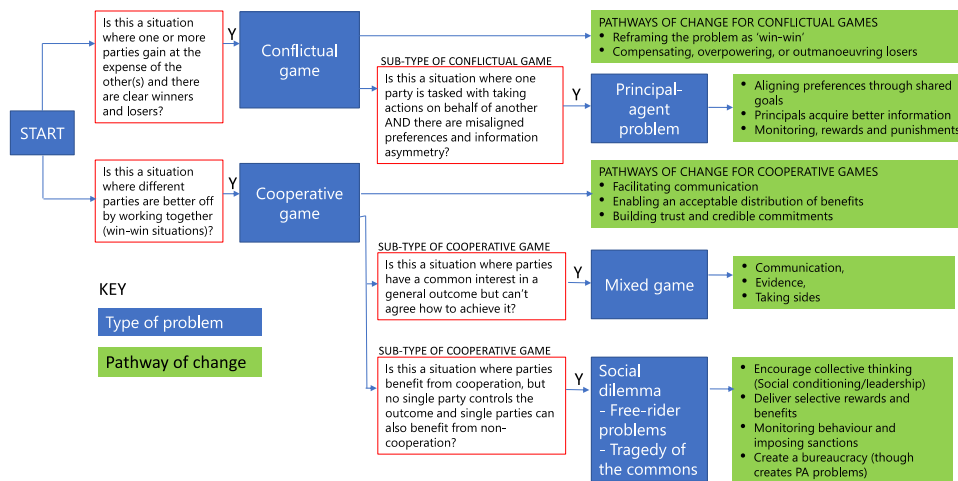 START
Is this a situation
where one or more
parties gain at the
expense of the
other(s) and there
are clear winners
and losers?
Y
Conflictual
game
PATHWAYS OF CHANGE FOR CONFLICTUAL GAMES
• Reframing the problem as ‘win-win’
• Compensating, overpowering, or outmanoeuvring losers
SUB-TYPE OF CONFLICTUAL GAME
Is this a situation where one
party is tasked with taking
actions on behalf of another
AND there are misaligned
preferences and information
asymmetry?
Y
Principal-
agent
problem
• Aligning preferences through shared
goals
• Principals acquire better information
• Monitoring, rewards and punishments
Is this a situation
where different
parties are better off
by working together
(win-win situations)?
Y
Cooperative
game
PATHWAYS OF CHANGE FOR COOPERATIVE GAMES
• Facilitating communication
• Enabling an acceptable distribution of benefits
• Building trust and credible commitments
SUB-TYPE OF COOPERATIVE GAME
Is this a situation where parties
have a common interest in a
general outcome but can’t
agree how to achieve it?
Y
Mixed game
• Communication,
• Evidence,
• Taking sides
SUB-TYPE OF COOPERATIVE GAME
Is this a situation where parties
benefit from cooperation, but
no single party controls the
outcome and single parties can
also benefit from non-
cooperation?
Y
Social
dilemma
- Free-rider
problems
- Tragedy of
the commons
• Encourage collective thinking
(Social conditioning/leadership)
• Deliver selective rewards and
benefits
• Monitoring behaviour and
imposing sanctions
• Create a bureaucracy (though
creates PA problems)
KEY
Type of problem
Pathway of change